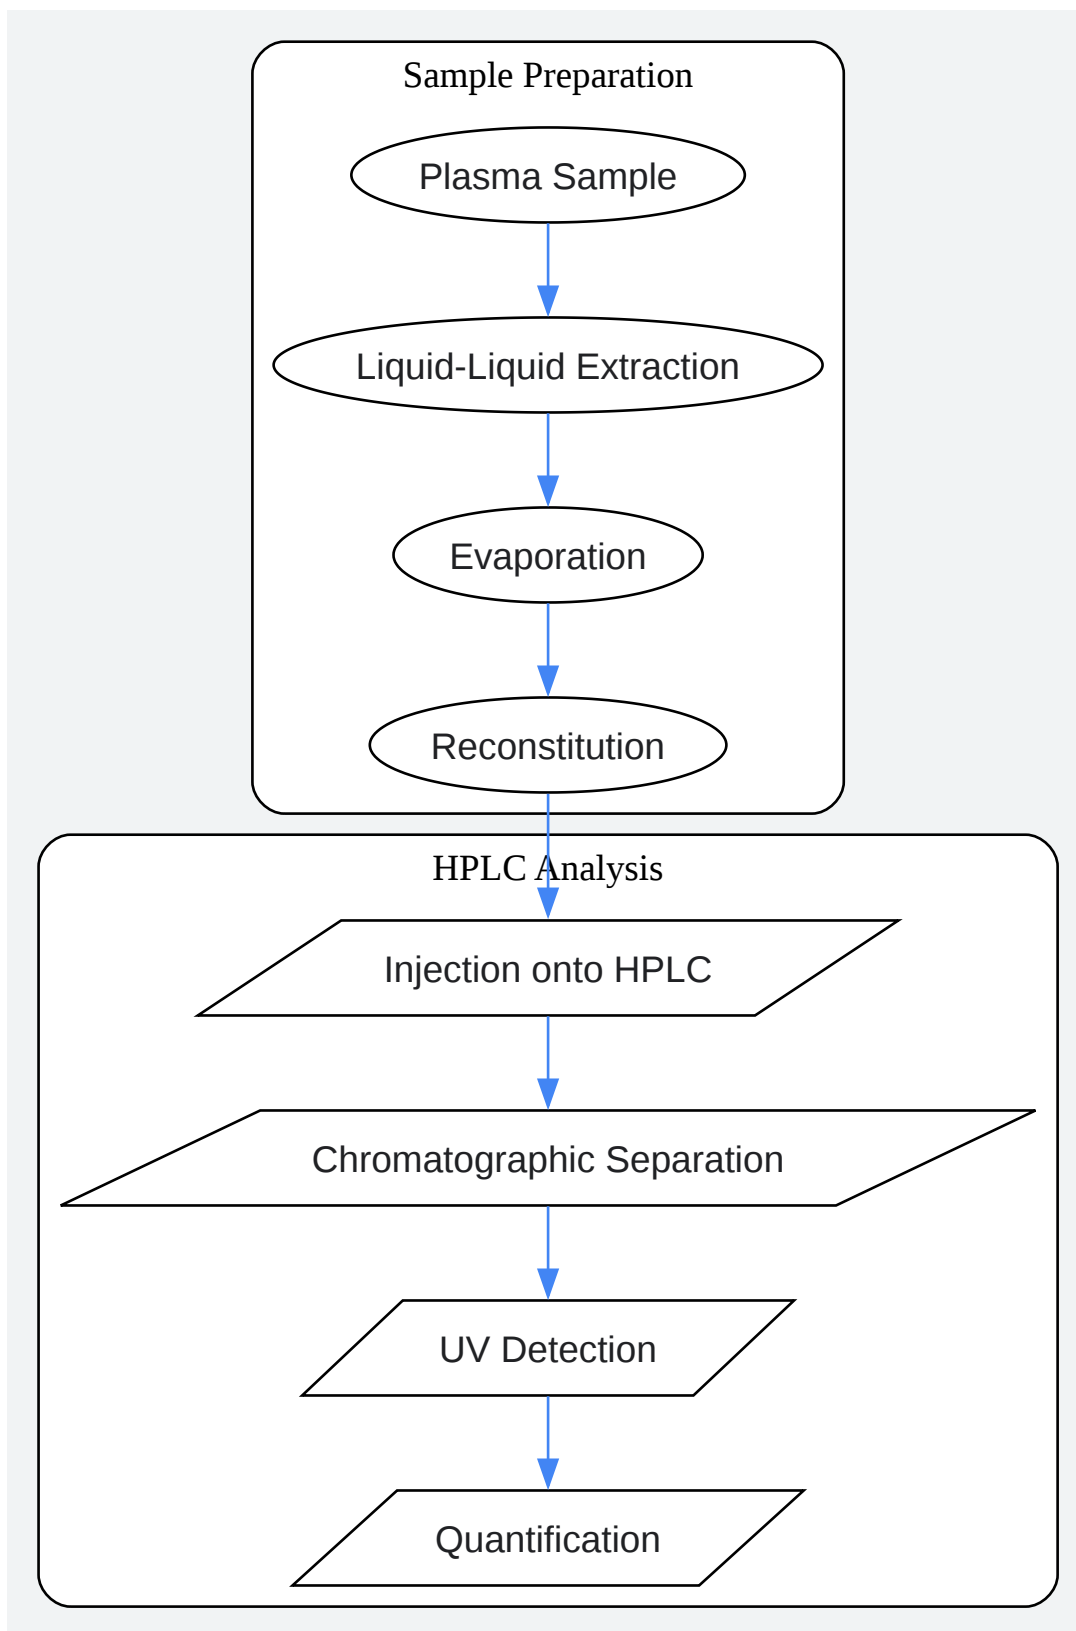 Sample Preparation
Plasma Sample
Liquid-Liquid Extraction
Evaporation
Reconstitution
HPLC Analysis
Injection onto HPLC
Chromatographic Separation
UV Detection
Quantification